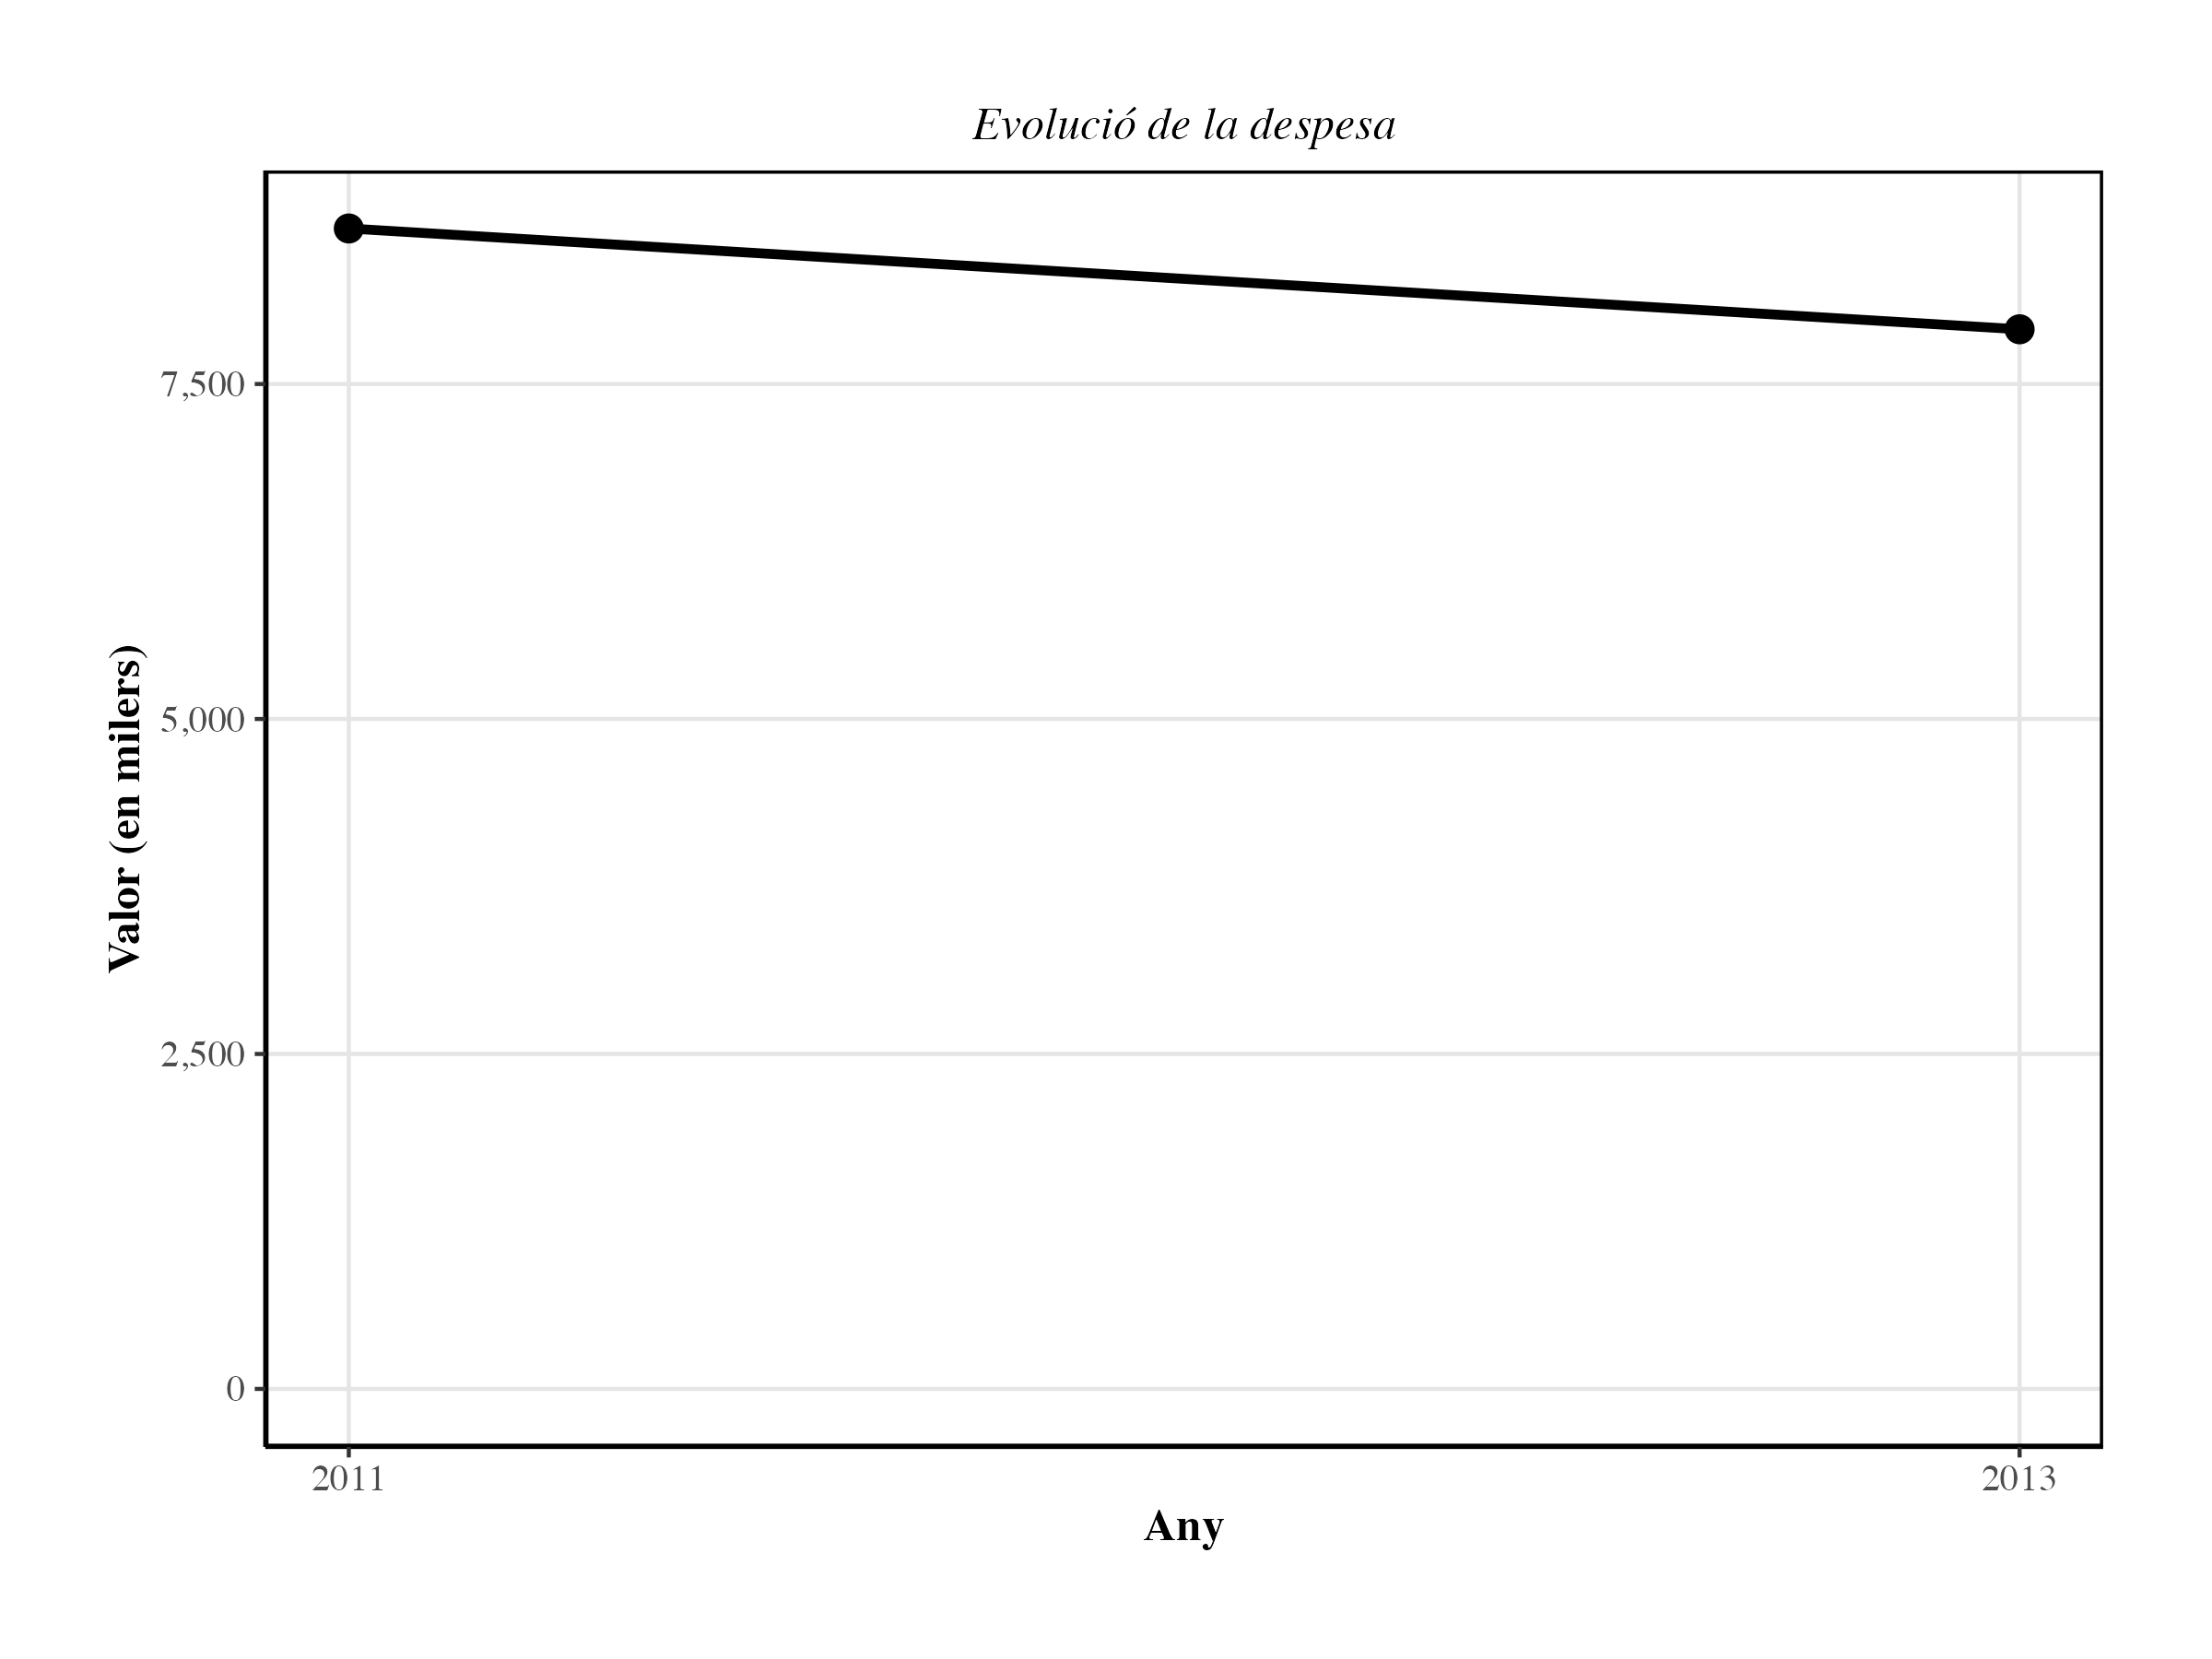 Evolució de la despesa
Valor (en milers)
7,500
5,000
2,500
0
2011
2013
Any